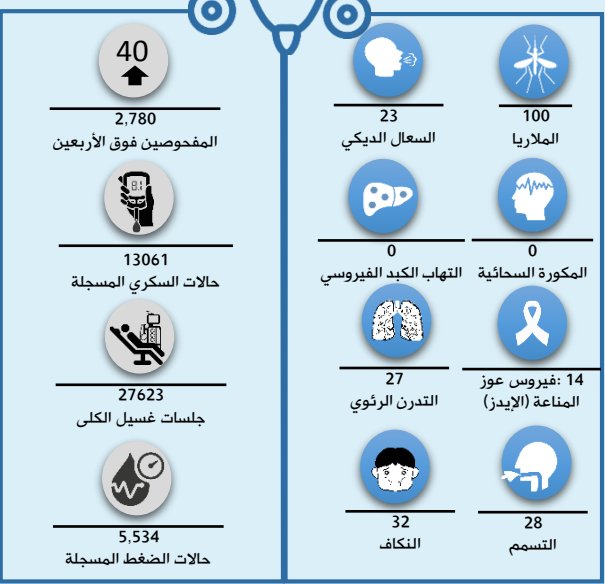 100
الملاريا
23
السعال الديكي
0
المكورة السحائية
0
التهاب الكبد الفيروسي
14 :فيروس عوز
المناعة (الإيدز)
27
التدرن الرئوي
28
التسمم
32
النكاف
40
2,780
المفحوصين فوق الأربعين
8.1
13061
حالات السكري المسجلة
27623
جلسات غسيل الكلى
5,534
حالات الضغط المسجلة